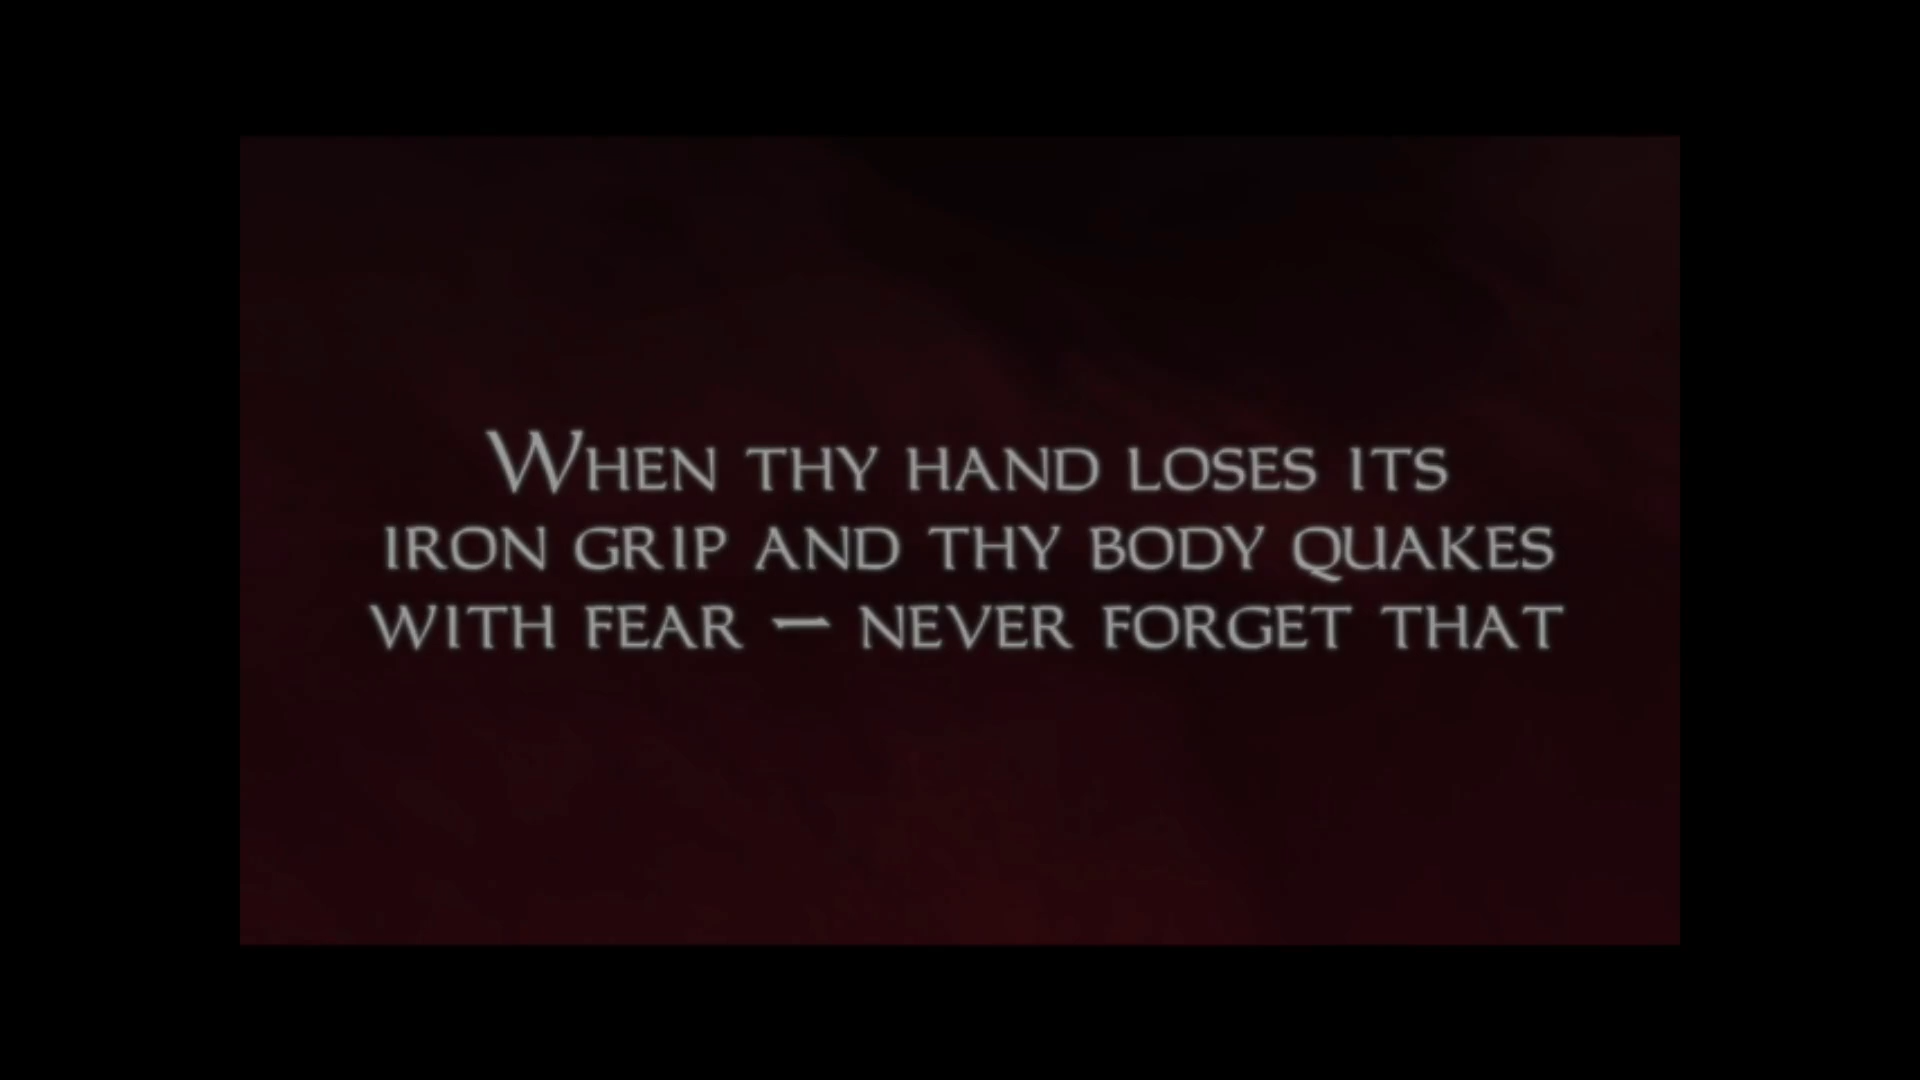 When thy hand loses its
iron grip and thy body quakes
with fear – never forget that